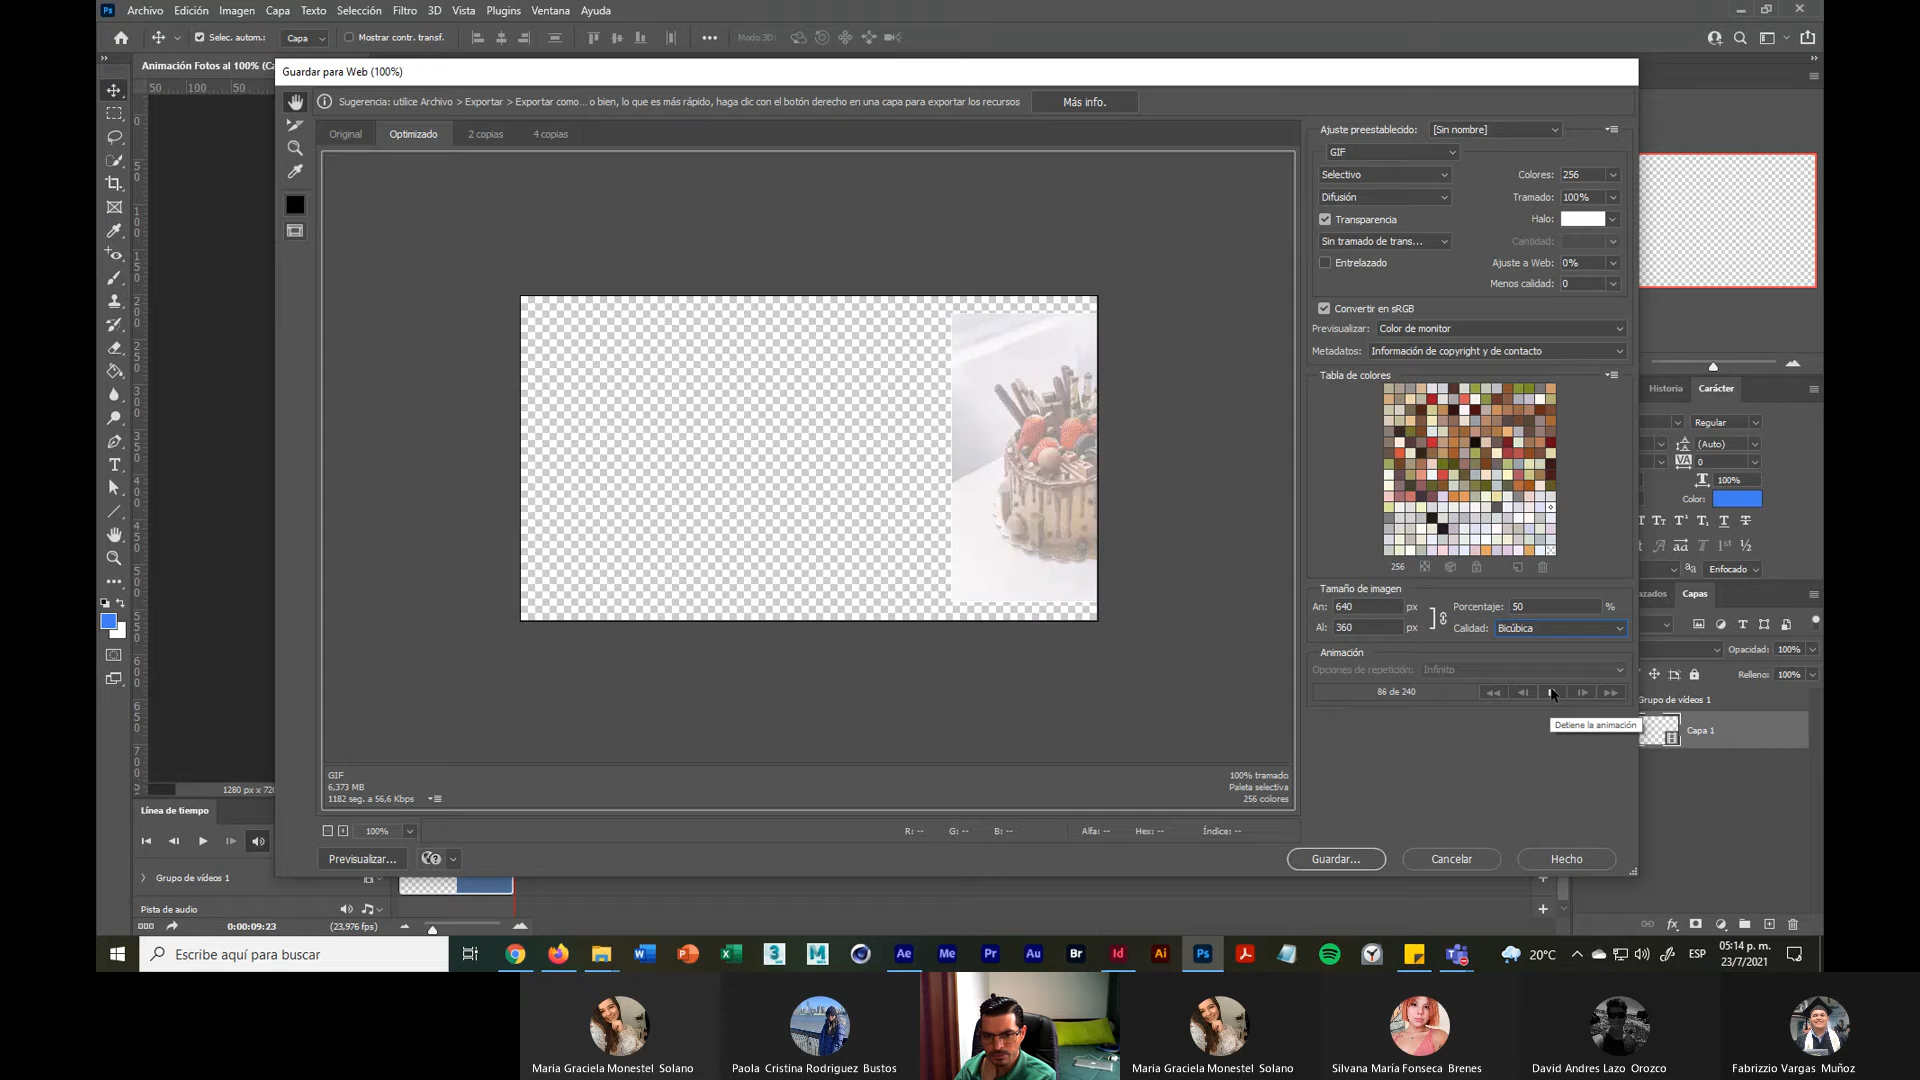 Ps Archivo Edición Imagen Capa Texto Selección Filtro 3D Vista Plugins Ventana Ayuda
Selec. autom.: Capa Mostrar contr. transf. Modo 3D:
Animación Fotos al 100% (Ca
Guardar para Web (100%)
Sugerencia: utilice Archivo > Exportar > Exportar como... o bien, lo que es más rápido, haga clic con el botón derecho en una capa para exportar los recursos
Más info.
Original Optimizado 2 copias 4 copias
Ajuste preestablecido: [Sin nombre]
GIF
Selectivo Colores: 256
Difusión Tramado: 100%
Transparencia Halo:
Sin tramado de trans... Cantidad:
Entrelazado Ajuste a Web: 0%
Menos calidad: 0
Convertir en sRGB
Previsualizar: Color de monitor
Metadatos: Información de copyright y de contacto
Tabla de colores
256
Tamaño de imagen
An: 640 px Porcentaje: 50 %
Al: 360 px Calidad: Bicúbica
Animación
Opciones de repetición: Infinito
86 de 240
Detiene la animación
GIF
6,373 MB
1182 seg. a 56,6 Kbps
100% tramado
Paleta selectiva
256 colores
100% R: -- G: -- B: -- Alfa: -- Hex: -- Índice: --
Previsualizar... Guardar... Cancelar Hecho
Historia Carácter
Regular
(Auto)
0
100%
Color:
Enfocado
Capas
Opacidad: 100%
Relleno: 100%
Grupo de vídeos 1
Capa 1
1280 px x 720
Línea de tiempo
Grupo de vídeos 1
Pista de audio
0:00:09:23 (23,976 fps)
Escribe aquí para buscar
20°C ESP 05:14 p. m.
23/7/2021
Maria Graciela Monestel Solano
Paola Cristina Rodriguez Bustos
Maria Graciela Monestel Solano
Silvana María Fonseca Brenes
David Andres Lazo Orozco
Fabrizzio Vargas Muñoz